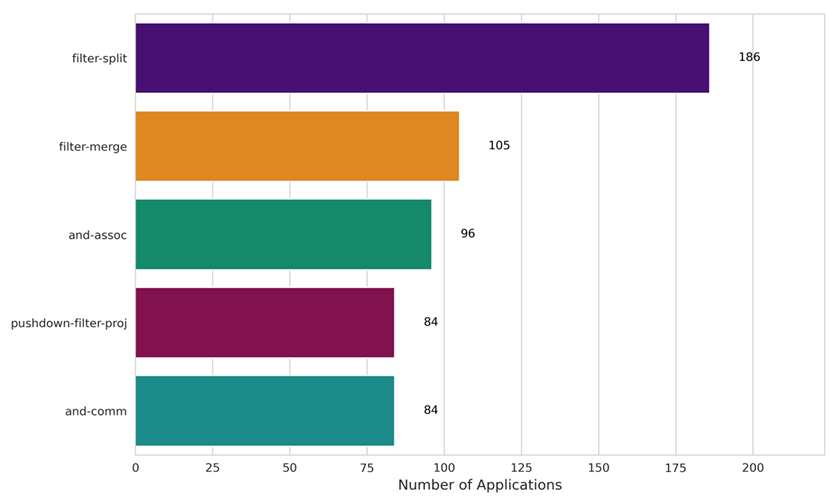 filter-split
186
filter-merge
105
and-assoc
96
pushdown-filter-proj
84
and-comm
84
0 25 50 75 100 125 150 175 200
Number of Applications